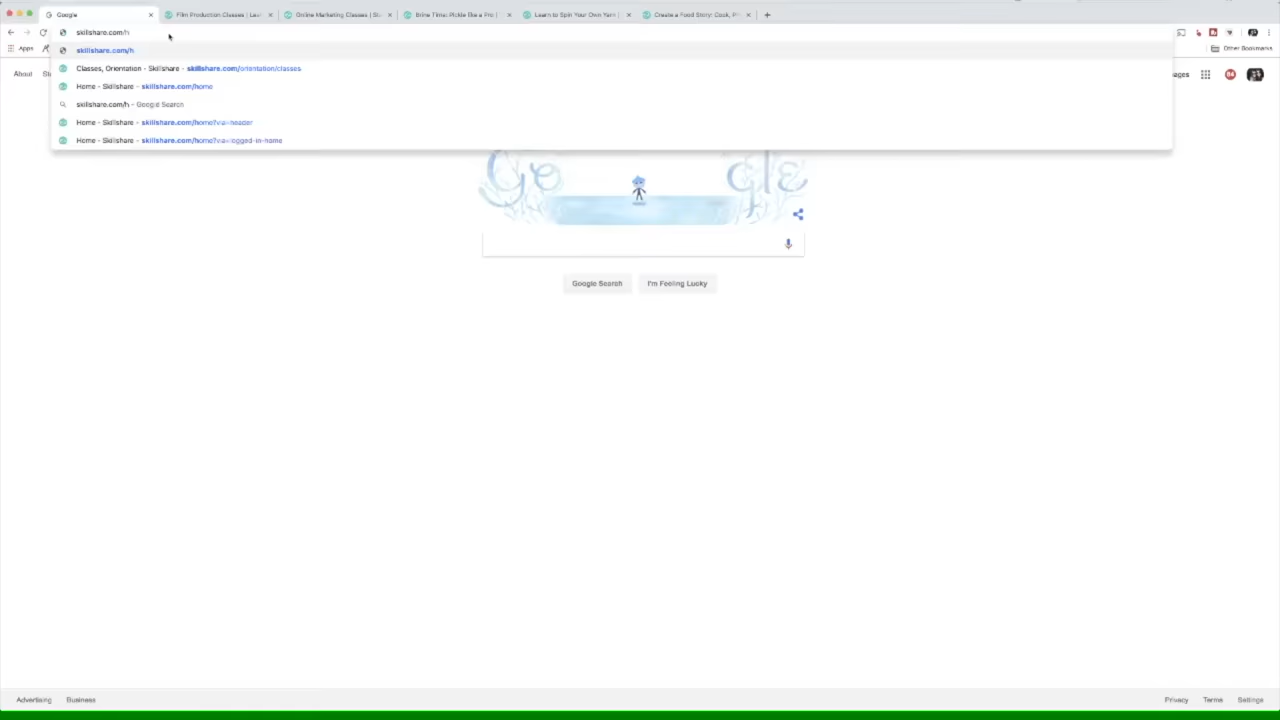 Google
Film Production Classes | Lea
Online Marketing Classes | Sk
Brine Time: Pickle like a Pro |
Learn to Spin Your Own Yarn |
Create a Food Story: Cook, P
skillshare.com/h
Apps
Other Bookmarks
skillshare.com/h
Classes, Orientation - Skillshare - skillshare.com/orientation/classes
About
Home - Skillshare - skillshare.com/home
skillshare.com/h - Google Search
Home - Skillshare - skillshare.com/home?via=header
Home - Skillshare - skillshare.com/home?via=logged-in-home
Google Search
I'm Feeling Lucky
Advertising
Business
Privacy
Terms
Settings